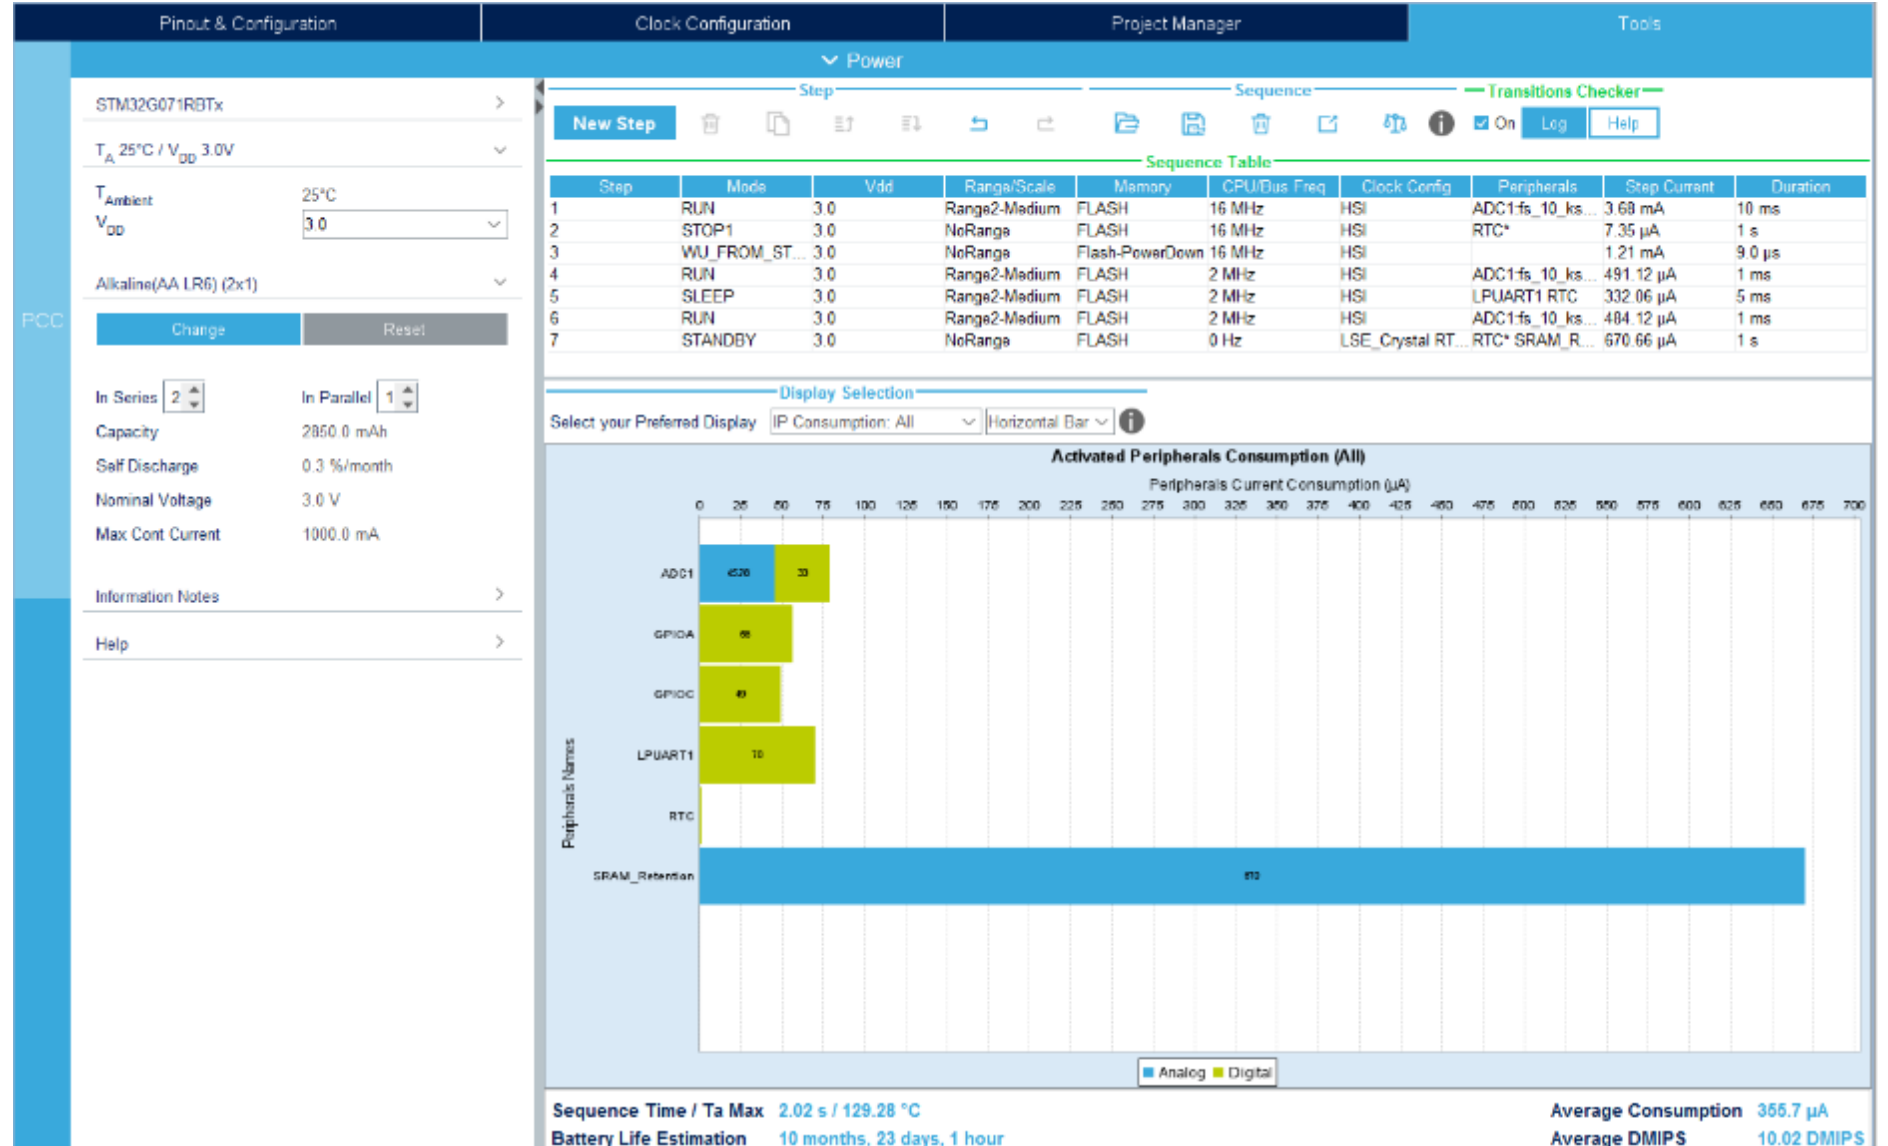 Pinout & Configuration Clock Configuration Project Manager Tools
Power
PCC
STM32G071RBTx
TA 25°C / VDD 3.0V
TAmbient 25°C
VDD 3.0
Alkaline(AA LR6) (2x1)
Change Reset
In Series 2 In Parallel 1
Capacity 2850.0 mAh
Self Discharge 0.3 %/month
Nominal Voltage 3.0 V
Max Cont Current 1000.0 mA
Information Notes
Help
Step Sequence Transitions Checker
New Step On Log Help
Sequence Table
Step Mode Vdd Range/Scale Memory CPU/Bus Freq Clock Config Peripherals Step Current Duration
1 RUN 3.0 Range2-Medium FLASH 16 MHz HSI ADC1:fs_10_ks... 3.68 mA 10 ms
2 STOP1 3.0 NoRange FLASH 16 MHz HSI RTC* 7.35 µA 1 s
3 WU_FROM_ST... 3.0 NoRange Flash-PowerDown 16 MHz HSI 1.21 mA 9.0 µs
4 RUN 3.0 Range2-Medium FLASH 2 MHz HSI ADC1:fs_10_ks... 491.12 µA 1 ms
5 SLEEP 3.0 Range2-Medium FLASH 2 MHz HSI LPUART1 RTC 332.06 µA 5 ms
6 RUN 3.0 Range2-Medium FLASH 2 MHz HSI ADC1:fs_10_ks... 484.12 µA 1 ms
7 STANDBY 3.0 NoRange FLASH 0 Hz LSE_Crystal RT... RTC* SRAM_R... 670.66 µA 1 s
Display Selection
Select your Preferred Display IP Consumption: All Horizontal Bar
Activated Peripherals Consumption (All)
Peripherals Current Consumption (µA)
0 25 50 75 100 125 150 175 200 225 250 275 300 325 350 375 400 425 450 475 500 525 550 575 600 625 650 675 700
Peripherals Names
ADC1 33
GPIOA
GPIOC 49
LPUART1 70
RTC
SRAM_Retention 670
Analog Digital
Sequence Time / Ta Max 2.02 s / 129.28 °C Average Consumption 355.7 µA
Battery Life Estimation 10 months, 23 days, 1 hour Average DMIPS 10.02 DMIPS